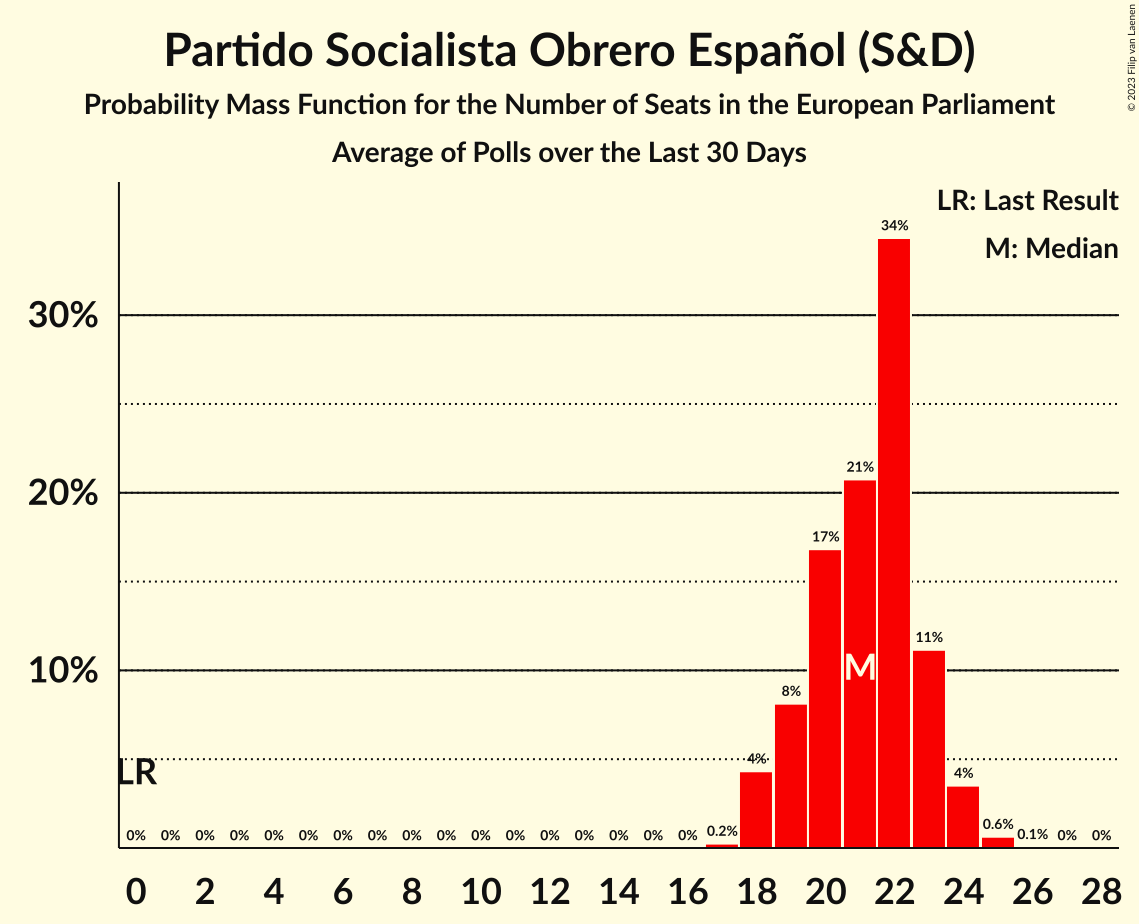 Partido Socialista Obrero Español (S&D)
Probability Mass Function for the Number of Seats in the European Parliament
Average of Polls over the Last 30 Days
© 2023 Filip van Laenen
LR: Last Result
M: Median
34%
30%
21%
20%
17%
11%
10%
M
8%
4%
4%
LR
0% 0% 0% 0% 0% 0% 0% 0% 0% 0% 0% 0% 0% 0% 0% 0% 0% 0.2% 0.6% 0.1% 0% 0%
0 2 4 6 8 10 12 14 16 18 20 22 24 26 28